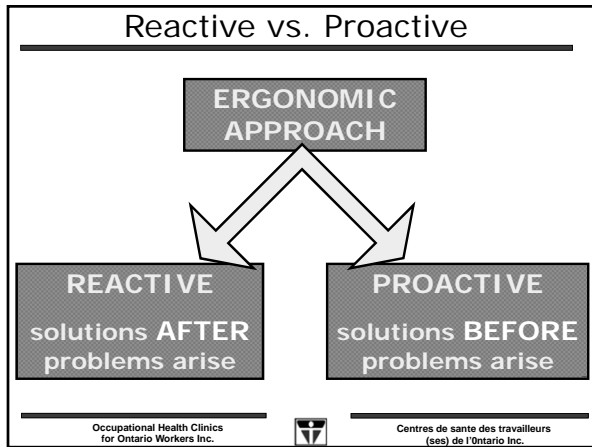 Reactive vs. Proactive
ERGONOMIC
APPROACH
REACTIVE
solutions AFTER
problems arise
PROACTIVE
solutions BEFORE
problems arise
Occupational Health Clinics
for Ontario Workers Inc.
Centres de sante des travailleurs
(ses) de l'Ontario Inc.